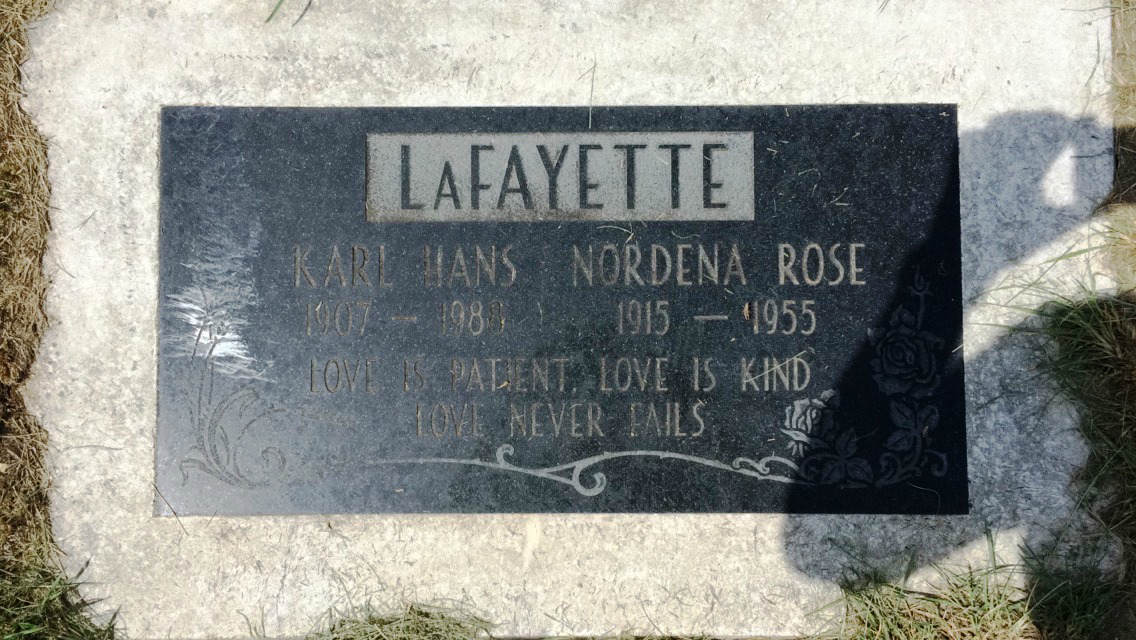 LAFAYETTE
KARL HANS NORDENA ROSE
1907 — 1988 1915 — 1955
LOVE IS PATIENT, LOVE IS KIND
LOVE NEVER FAILS